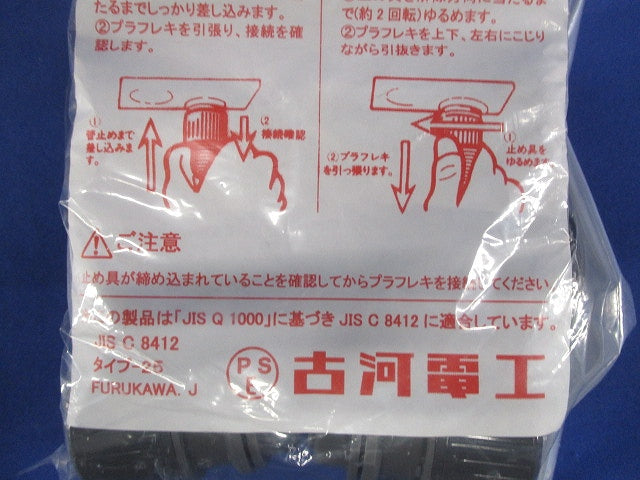 たるまでしっかり差し込みます。
②プラフレキを引張り、接続を確
認します。
で(約2回転)ゆるめます。
②プラフレキを上下、左右にこじり
ながら引抜きます。
①
管止めまで
差し込みま
す。
②
接続確認
②プラフレキ
を引っ張ります。
①
止め具を
ゆるめます
ご注意
止め具が締め込まれていることを確認してからプラフレキを接続してください
の製品は「JIS Q 1000」に基づき JIS C 8412 に適合しています。
JIS C 8412
タイプ-25
FURUKAWA. J
PS
E
古河電工